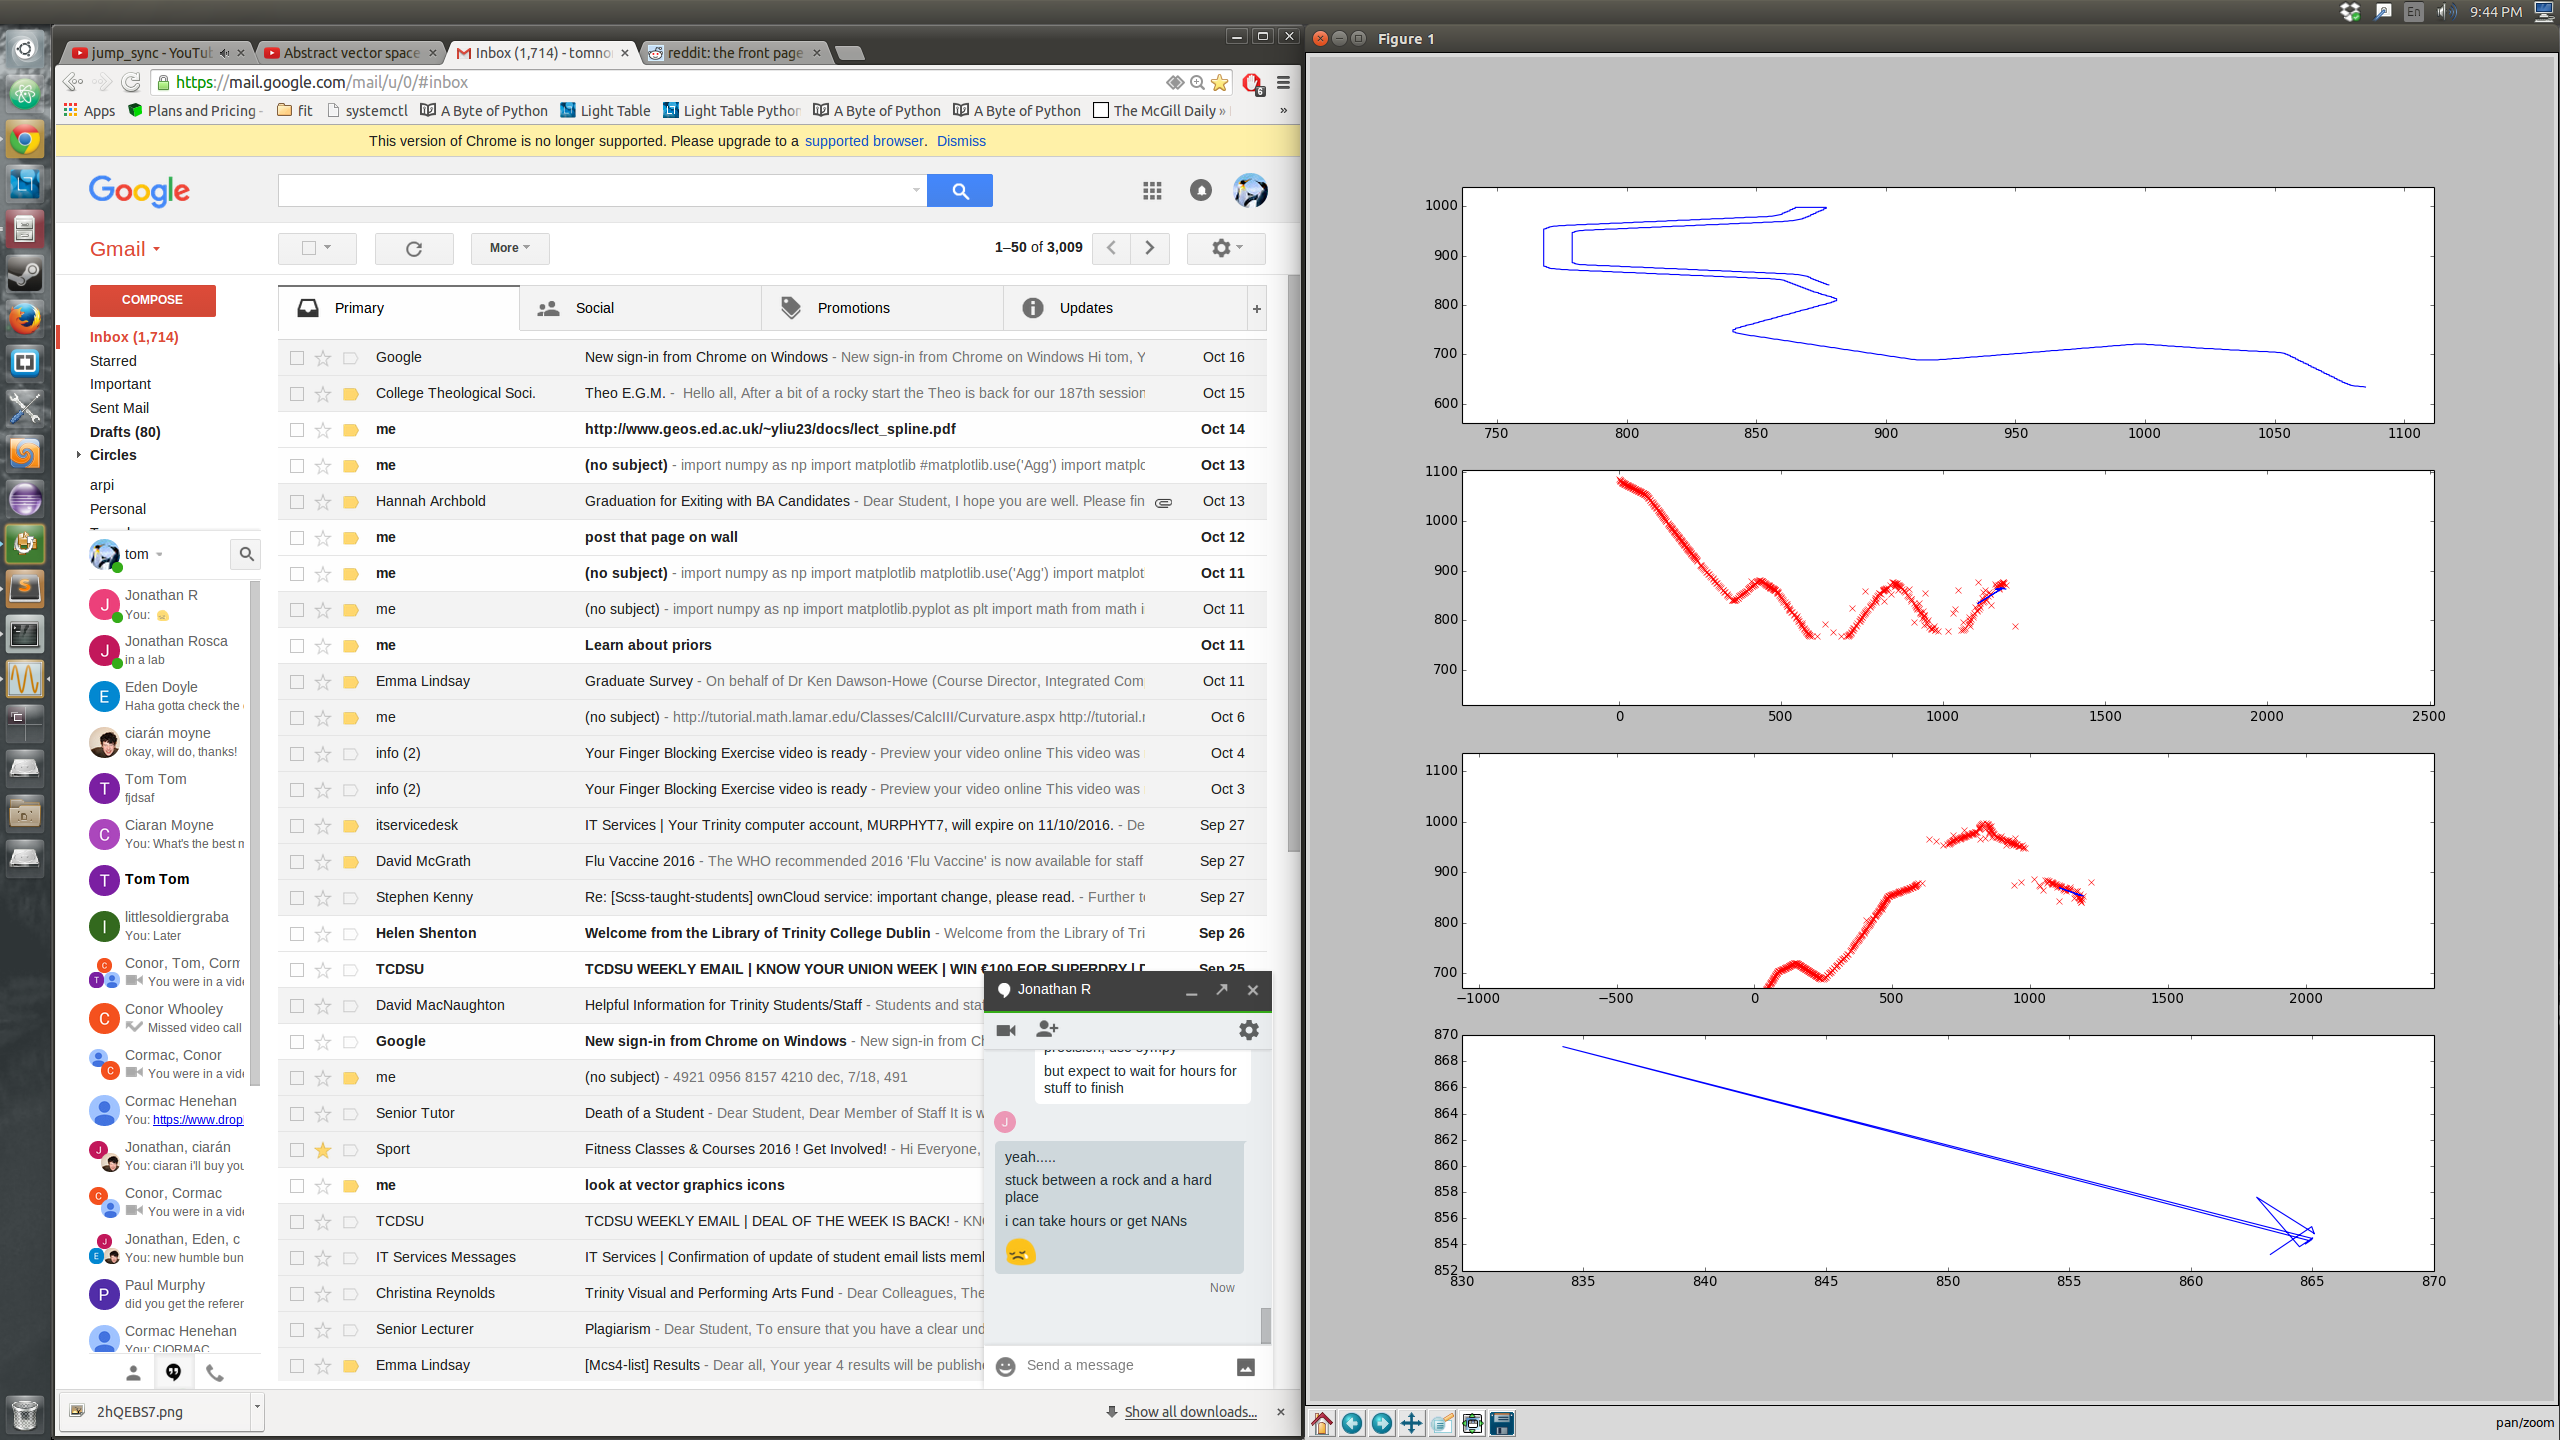 En 9:44 PM
jump_sync - YouTub
Abstract vector space
Inbox (1,714) - tomno
reddit: the front page
https://mail.google.com/mail/u/0/#inbox
6
Apps Plans and Pricing - fit systemctl A Byte of Python Light Table Light Table Python A Byte of Python A Byte of Python The McGill Daily » »
This version of Chrome is no longer supported. Please upgrade to a supported browser. Dismiss
Google
Gmail
More
1–50 of 3,009
COMPOSE
Inbox (1,714)
Starred
Important
Sent Mail
Drafts (80)
Circles
arpi
Personal
Primary
Social
Promotions
Updates
+
Google New sign-in from Chrome on Windows - New sign-in from Chrome on Windows Hi tom, Y Oct 16
College Theological Soci. Theo E.G.M. - Hello all, After a bit of a rocky start the Theo is back for our 187th session Oct 15
me http://www.geos.ed.ac.uk/~yliu23/docs/lect_spline.pdf Oct 14
me (no subject) - import numpy as np import matplotlib #matplotlib.use('Agg') import matplo Oct 13
Hannah Archbold Graduation for Exiting with BA Candidates - Dear Student, I hope you are well. Please fin Oct 13
me post that page on wall Oct 12
me (no subject) - import numpy as np import matplotlib matplotlib.use('Agg') import matplot Oct 11
me (no subject) - import numpy as np import matplotlib.pyplot as plt import math from math i Oct 11
me Learn about priors Oct 11
Emma Lindsay Graduate Survey - On behalf of Dr Ken Dawson-Howe (Course Director, Integrated Com Oct 11
me (no subject) - http://tutorial.math.lamar.edu/Classes/CalcIII/Curvature.aspx http://tutorial.r Oct 6
info (2) Your Finger Blocking Exercise video is ready - Preview your video online This video was Oct 4
info (2) Your Finger Blocking Exercise video is ready - Preview your video online This video was Oct 3
itservicedesk IT Services | Your Trinity computer account, MURPHYT7, will expire on 11/10/2016. - De Sep 27
David McGrath Flu Vaccine 2016 - The WHO recommended 2016 'Flu Vaccine' is now available for staff Sep 27
Stephen Kenny Re: [Scss-taught-students] ownCloud service: important change, please read. - Further t Sep 27
Helen Shenton Welcome from the Library of Trinity College Dublin - Welcome from the Library of Tri Sep 26
TCDSU TCDSU WEEKLY EMAIL | KNOW YOUR UNION WEEK | WIN €100 FOR SUPERDRY | Sep 25
David MacNaughton Helpful Information for Trinity Students/Staff - Students and sta
Google New sign-in from Chrome on Windows - New sign-in from C
me (no subject) - 4921 0956 8157 4210 dec, 7/18, 491
Senior Tutor Death of a Student - Dear Student, Dear Member of Staff It is w
Sport Fitness Classes & Courses 2016 ! Get Involved! - Hi Everyone,
me look at vector graphics icons
TCDSU TCDSU WEEKLY EMAIL | DEAL OF THE WEEK IS BACK! - KN
IT Services Messages IT Services | Confirmation of update of student email lists mem
Christina Reynolds Trinity Visual and Performing Arts Fund - Dear Colleagues, The
Senior Lecturer Plagiarism - Dear Student, To ensure that you have a clear und
Emma Lindsay [Mcs4-list] Results - Dear all, Your year 4 results will be publish
tom
J Jonathan R
You:
J Jonathan Rosca
in a lab
E Eden Doyle
Haha gotta check the
ciarán moyne
okay, will do, thanks!
T Tom Tom
fjdsaf
C Ciaran Moyne
You: What's the best m
T Tom Tom
I littlesoldiergraba
You: Later
Conor, Tom, Corm
You were in a vide
C Conor Whooley
Missed video call
Cormac, Conor
You were in a vide
Cormac Henehan
You: https://www.drop
Jonathan, ciarán
You: ciaran i'll buy you
Conor, Cormac
You were in a vide
Jonathan, Eden, c
You: new humble bun
P Paul Murphy
did you get the referer
Cormac Henehan
You: CIORMAC
Jonathan R
precision, use sympy
but expect to wait for hours for
stuff to finish
J
yeah.....
stuck between a rock and a hard
place
i can take hours or get NANs
Now
Send a message
2hQEBS7.png
Show all downloads...
Figure 1
1000
900
800
700
600
750 800 850 900 950 1000 1050 1100
1100
1000
900
800
700
0 500 1000 1500 2000 2500
1100
1000
900
800
700
−1000 −500 0 500 1000 1500 2000
870
868
866
864
862
860
858
856
854
852
830 835 840 845 850 855 860 865 870
pan/zoom